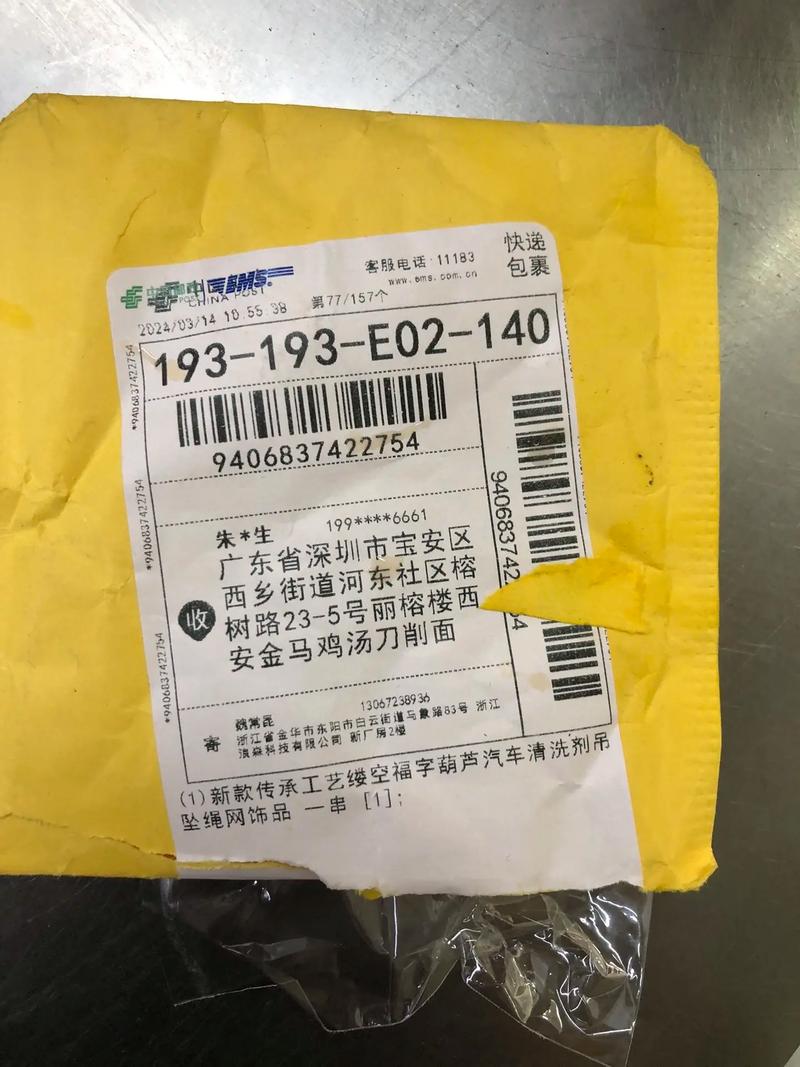 快递
包裹
CHINA POST
EMS
客服电话:11183
www.ems.com.cn
2024/03/14 10:55:38
第77/157个
193-193-E02-140
9406837422754
*9406837422754
*9406837422754
*9406837422754
朱*生 199****6661
广东省深圳市宝安区
西乡街道河东社区榕
树路23-5号丽榕楼西
安金马鸡汤刀削面
收
寄
魏常昆 13067238936
浙江省金华市东阳市白云街道马象路83号 浙江
浪森科技有限公司 新厂房2楼
(1)新款传承工艺缕空福字葫芦汽车清洗剂吊
坠绳网饰品 一串 [1];